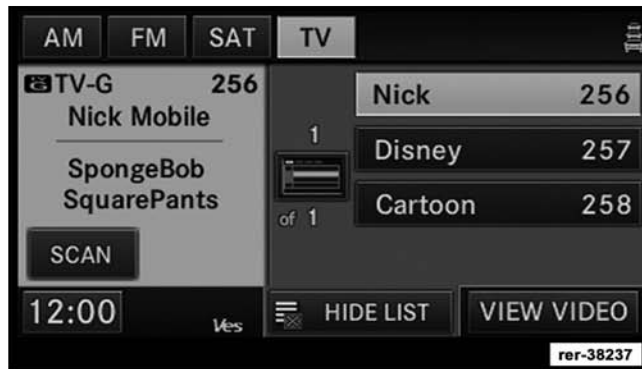 AM FM SAT TV
TV-G 256
Nick Mobile
SpongeBob
SquarePants
SCAN
1
of 1
Nick 256
Disney 257
Cartoon 258
12:00 Ves HIDE LIST VIEW VIDEO
rer-38237